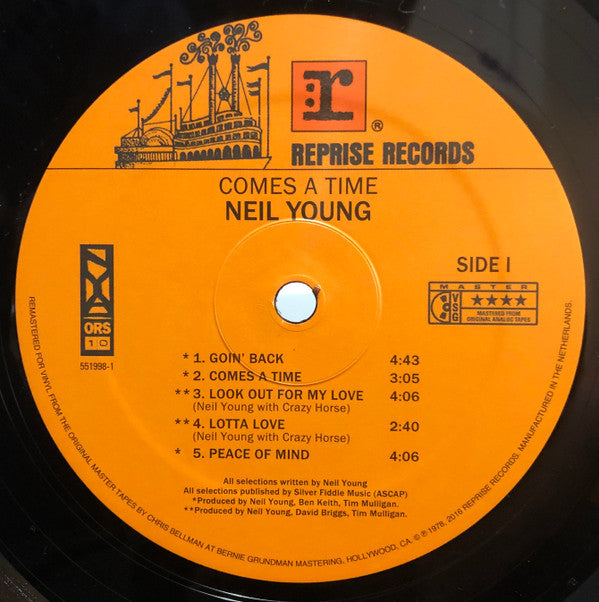 r
®
REPRISE RECORDS
COMES A TIME
NEIL YOUNG
SIDE I
NYA
ORS
10
551998-1
MASTER
VSG
★★★★
MASTERED FROM
ORIGINAL ANALOG TAPES
* 1. GOIN' BACK 4:43
* 2. COMES A TIME 3:05
** 3. LOOK OUT FOR MY LOVE 4:06
(Neil Young with Crazy Horse)
** 4. LOTTA LOVE 2:40
(Neil Young with Crazy Horse)
* 5. PEACE OF MIND 4:06
All selections written by Neil Young
All selections published by Silver Fiddle Music (ASCAP)
*Produced by Neil Young, Ben Keith, Tim Mulligan.
**Produced by Neil Young, David Briggs, Tim Mulligan.
REMASTERED FOR VINYL FROM THE ORIGINAL MASTER TAPES BY CHRIS BELLMAN AT BERNIE GRUNDMAN MASTERING, HOLLYWOOD, CA. © ℗ 1978, 2016 REPRISE RECORDS. MANUFACTURED IN THE NETHERLANDS.